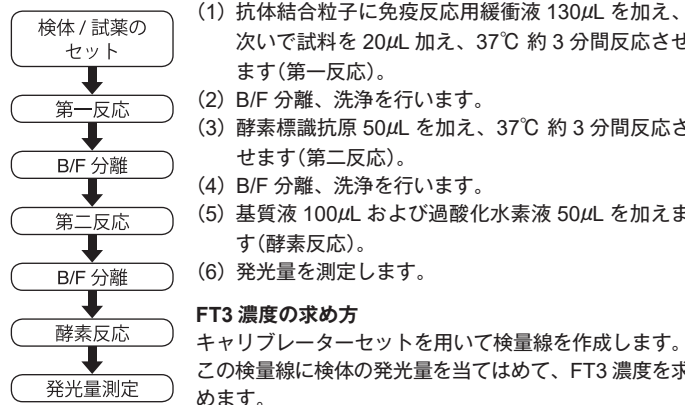 検体 / 試薬の
セット
第一反応
B/F 分離
第二反応
B/F 分離
酵素反応
発光量測定
(1) 抗体結合粒子に免疫反応用緩衝液 130μL を加え、
次いで試料を 20μL 加え、37℃ 約 3 分間反応させ
ます(第一反応)。
(2) B/F 分離、洗浄を行います。
(3) 酵素標識抗原 50μL を加え、37℃ 約 3 分間反応さ
せます(第二反応)。
(4) B/F 分離、洗浄を行います。
(5) 基質液 100μL および過酸化水素液 50μL を加えま
す(酵素反応)。
(6) 発光量を測定します。
FT3 濃度の求め方
キャリブレーターセットを用いて検量線を作成します。
この検量線に検体の発光量を当てはめて、FT3 濃度を求
めます。